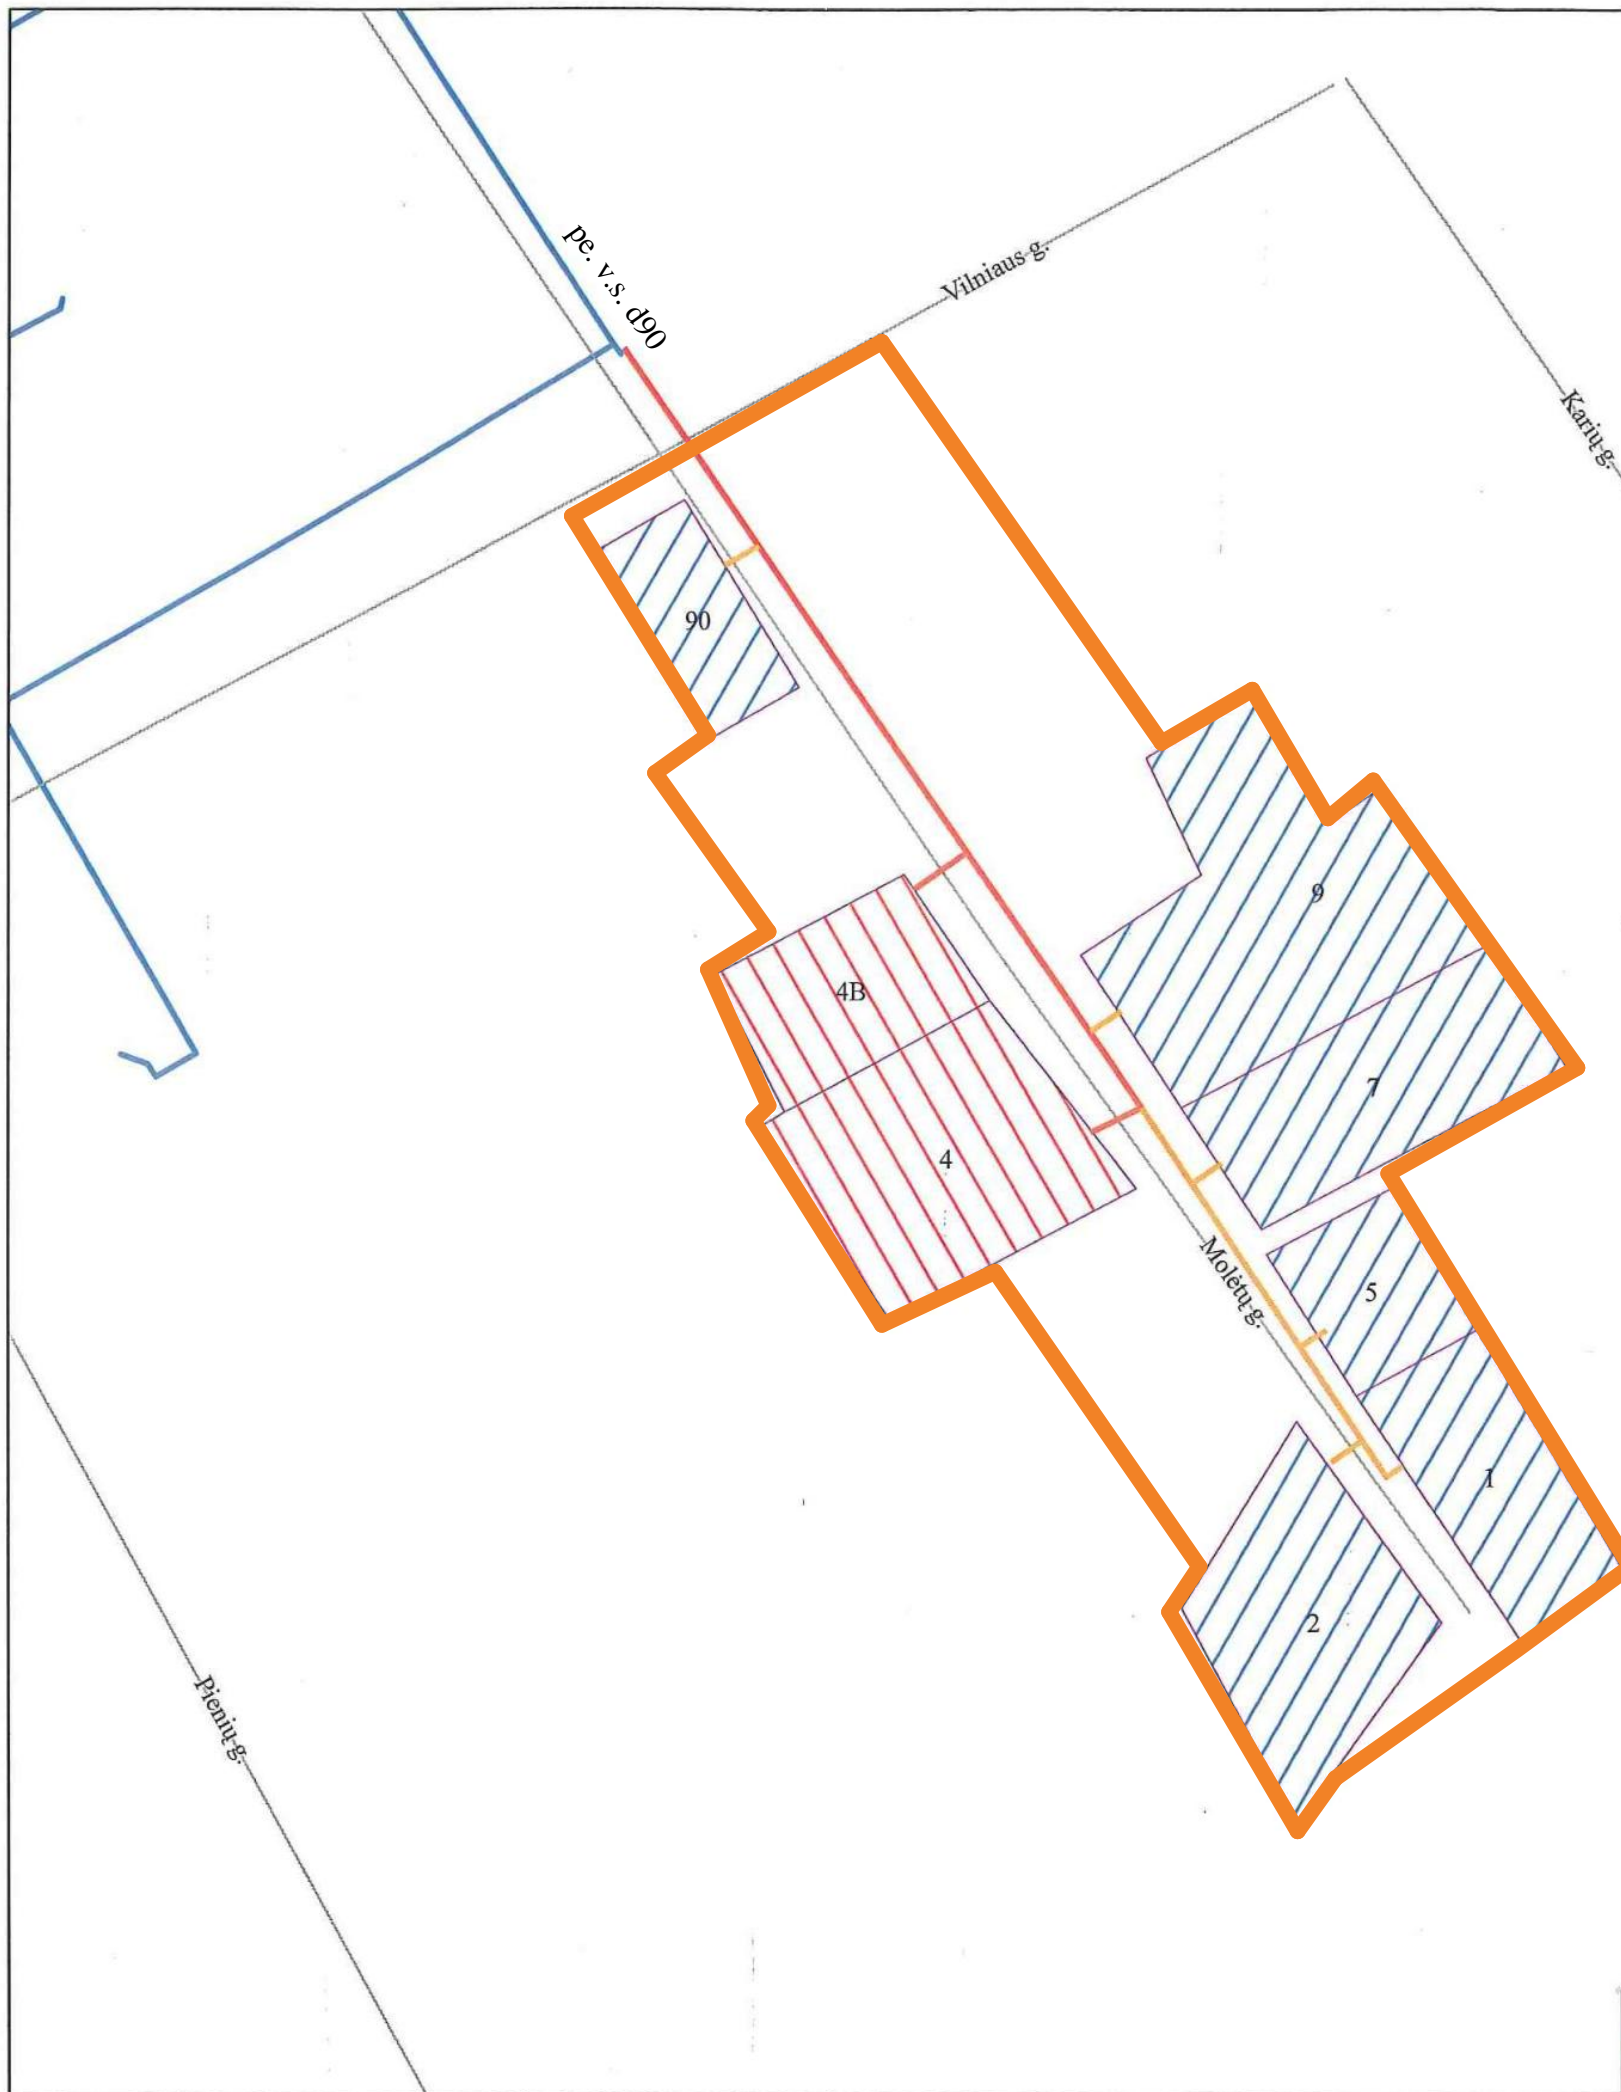 pe. v.s. d90
Vilniaus g.
Karių g.
90
9
4B
7
4
Molėtų g.
5
1
2
Pienių g.